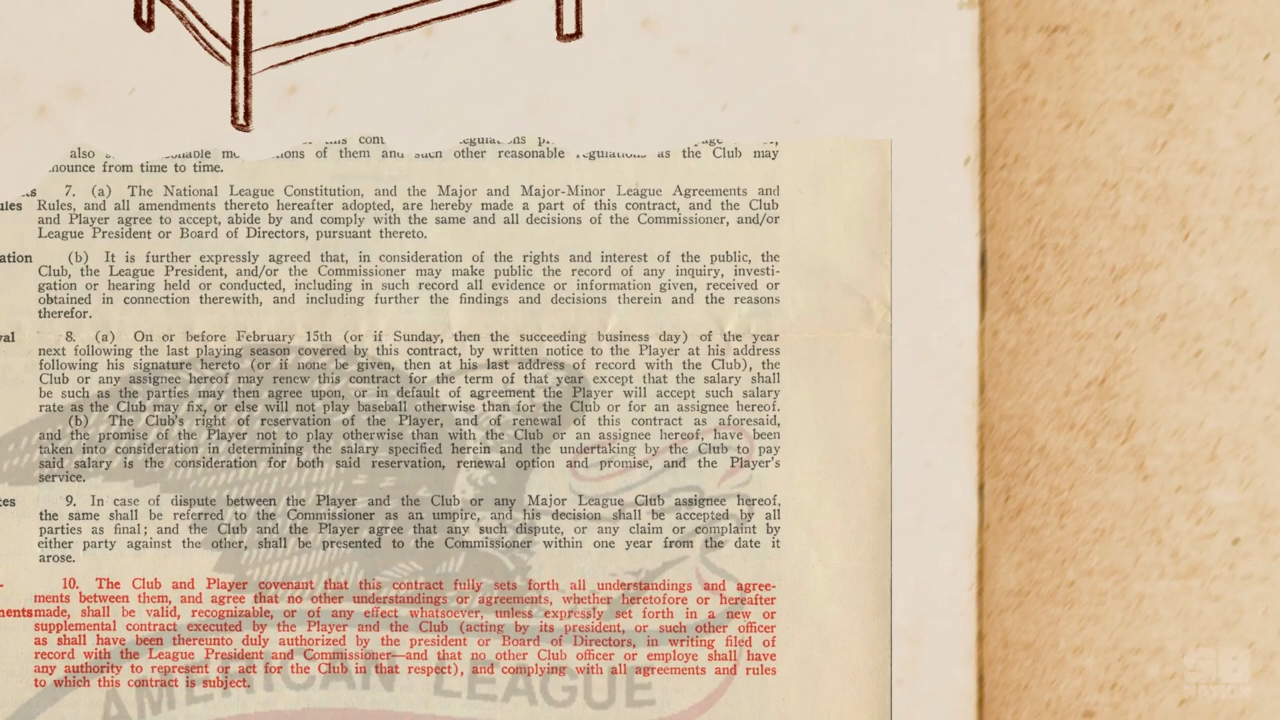 also of them and such other reasonable regulations as the Club may
nounce from time to time.
7. (a) The National League Constitution, and the Major and Major-Minor League Agreements and
ules Rules, and all amendments thereto hereafter adopted, are hereby made a part of this contract, and the Club
and Player agree to accept, abide by and comply with the same and all decisions of the Commissioner, and/or
League President or Board of Directors, pursuant thereto.
ation (b) It is further expressly agreed that, in consideration of the rights and interest of the public, the
Club, the League President, and/or the Commissioner may make public the record of any inquiry, investi-
gation or hearing held or conducted, including in such record all evidence or information given, received or
obtained in connection therewith, and including further the findings and decisions therein and the reasons
therefor.
val 8. (a) On or before February 15th (or if Sunday, then the succeeding business day) of the year
next following the last playing season covered by this contract, by written notice to the Player at his address
following his signature hereto (or if none be given, then at his last address of record with the Club), the
Club or any assignee hereof may renew this contract for the term of that year except that the salary shall
be such as the parties may then agree upon, or in default of agreement the Player will accept such salary
rate as the Club may fix, or else will not play baseball otherwise than for the Club or for an assignee hereof.
(b) The Club's right of reservation of the Player, and of renewal of this contract as aforesaid,
and the promise of the Player not to play otherwise than with the Club or an assignee hereof, have been
taken into consideration in determining the salary specified herein and the undertaking by the Club to pay
said salary is the consideration for both said reservation, renewal option and promise, and the Player's
service.
tes 9. In case of dispute between the Player and the Club or any Major League Club assignee hereof,
the same shall be referred to the Commissioner as an umpire, and his decision shall be accepted by all
parties as final; and the Club and the Player agree that any such dispute, or any claim or complaint by
either party against the other, shall be presented to the Commissioner within one year from the date it
arose.
10. The Club and Player covenant that this contract fully sets forth all understandings and agree-
ments between them, and agree that no other understandings or agreements, whether heretofore or hereafter
ments made, shall be valid, recognizable, or of any effect whatsoever, unless expressly set forth in a new or
supplemental contract executed by the Player and the Club (acting by its president, or such other officer
as shall have been thereunto duly authorized by the president or Board of Directors, in writing filed of
record with the League President and Commissioner—and that no other Club officer or employe shall have
any authority to represent or act for the Club in that respect), and complying with all agreements and rules
to which this contract is subject.
AMERICAN LEAGUE
SB NATION